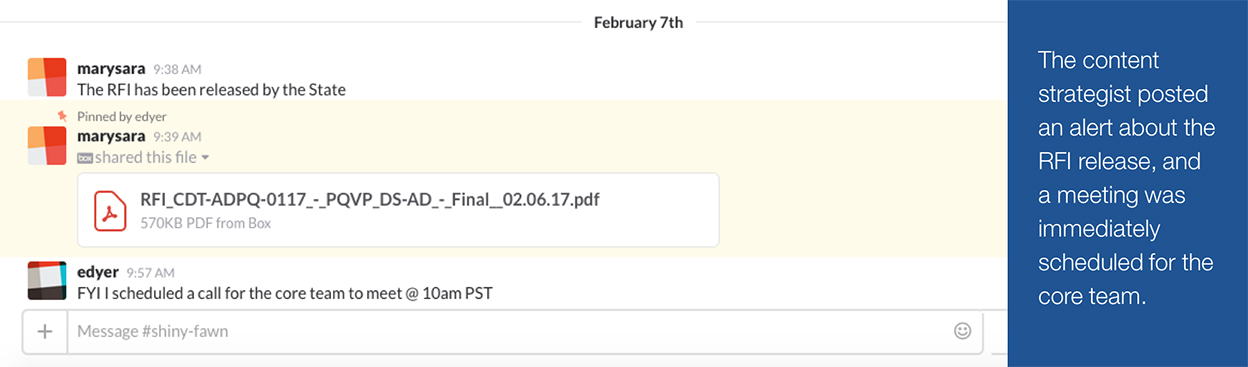 February 7th
marysara 9:38 AM
The RFI has been released by the State
Pinned by edyer
marysara 9:39 AM
box shared this file
RFI_CDT-ADPQ-0117_-_PQVP_DS-AD_-_Final__02.06.17.pdf
570KB PDF from Box
edyer 9:57 AM
FYI I scheduled a call for the core team to meet @ 10am PST
+ Message #shiny-fawn
The content
strategist posted
an alert about the
RFI release, and
a meeting was
immediately
scheduled for the
core team.